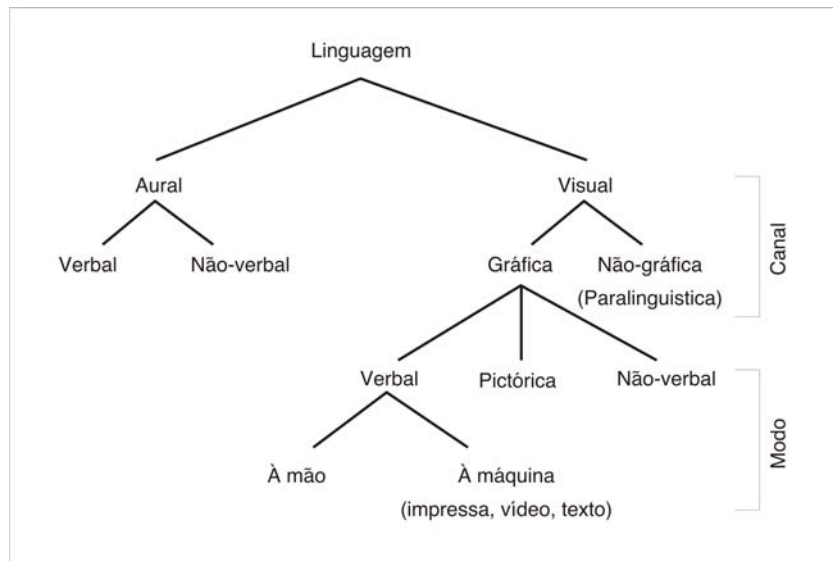 Linguagem
Aural
Visual
Verbal
Não-verbal
Gráfica
Não-gráfica
(Paralinguistica)
Canal
Verbal
Pictórica
Não-verbal
À mão
À máquina
(impressa, vídeo, texto)
Modo